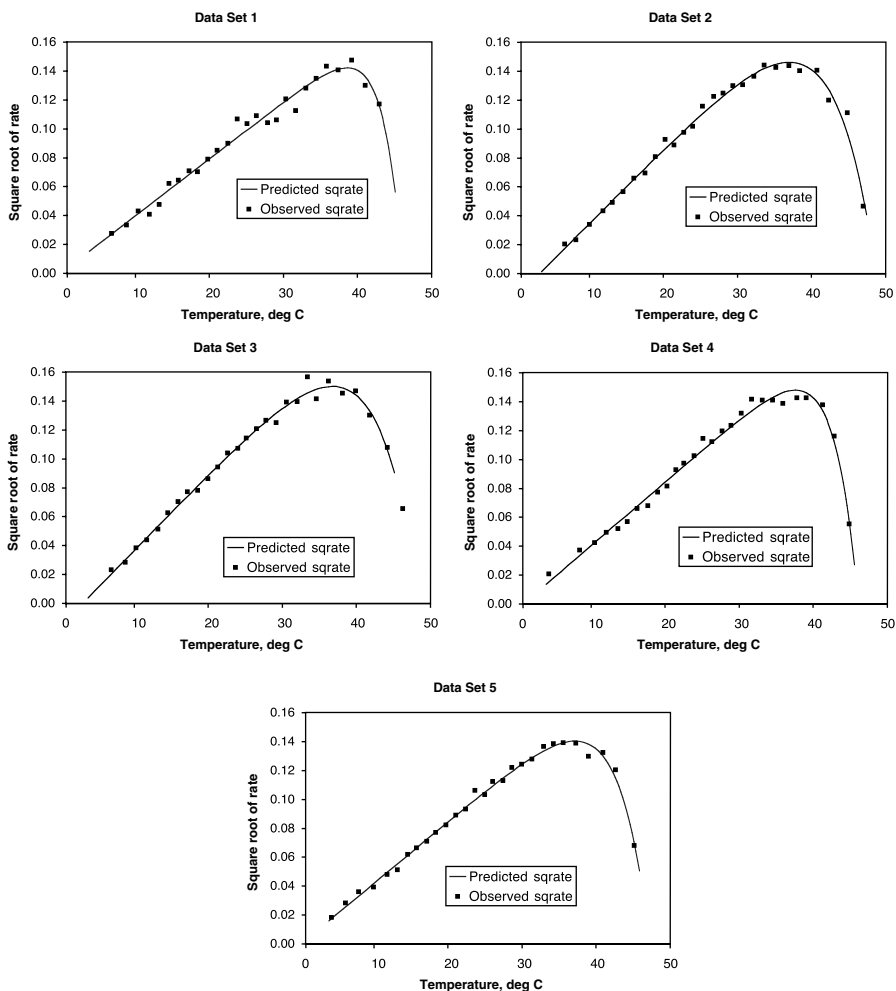 Data Set 1
Square root of rate
0.16
0.14
0.12
0.10
0.08
0.06
0.04
0.02
0.00
Predicted sqrate
Observed sqrate
0 10 20 30 40 50
Temperature, deg C
Data Set 2
Square root of rate
0.16
0.14
0.12
0.10
0.08
0.06
0.04
0.02
0.00
Predicted sqrate
Observed sqrate
0 10 20 30 40 50
Temperature, deg C
Data Set 3
Square root of rate
0.16
0.14
0.12
0.10
0.08
0.06
0.04
0.02
0.00
Predicted sqrate
Observed sqrate
0 10 20 30 40 50
Temperature, deg C
Data Set 4
Square root of rate
0.16
0.14
0.12
0.10
0.08
0.06
0.04
0.02
0.00
Predicted sqrate
Observed sqrate
0 10 20 30 40 50
Temperature, deg C
Data Set 5
Square root of rate
0.16
0.14
0.12
0.10
0.08
0.06
0.04
0.02
0.00
Predicted sqrate
Observed sqrate
0 10 20 30 40 50
Temperature, deg C